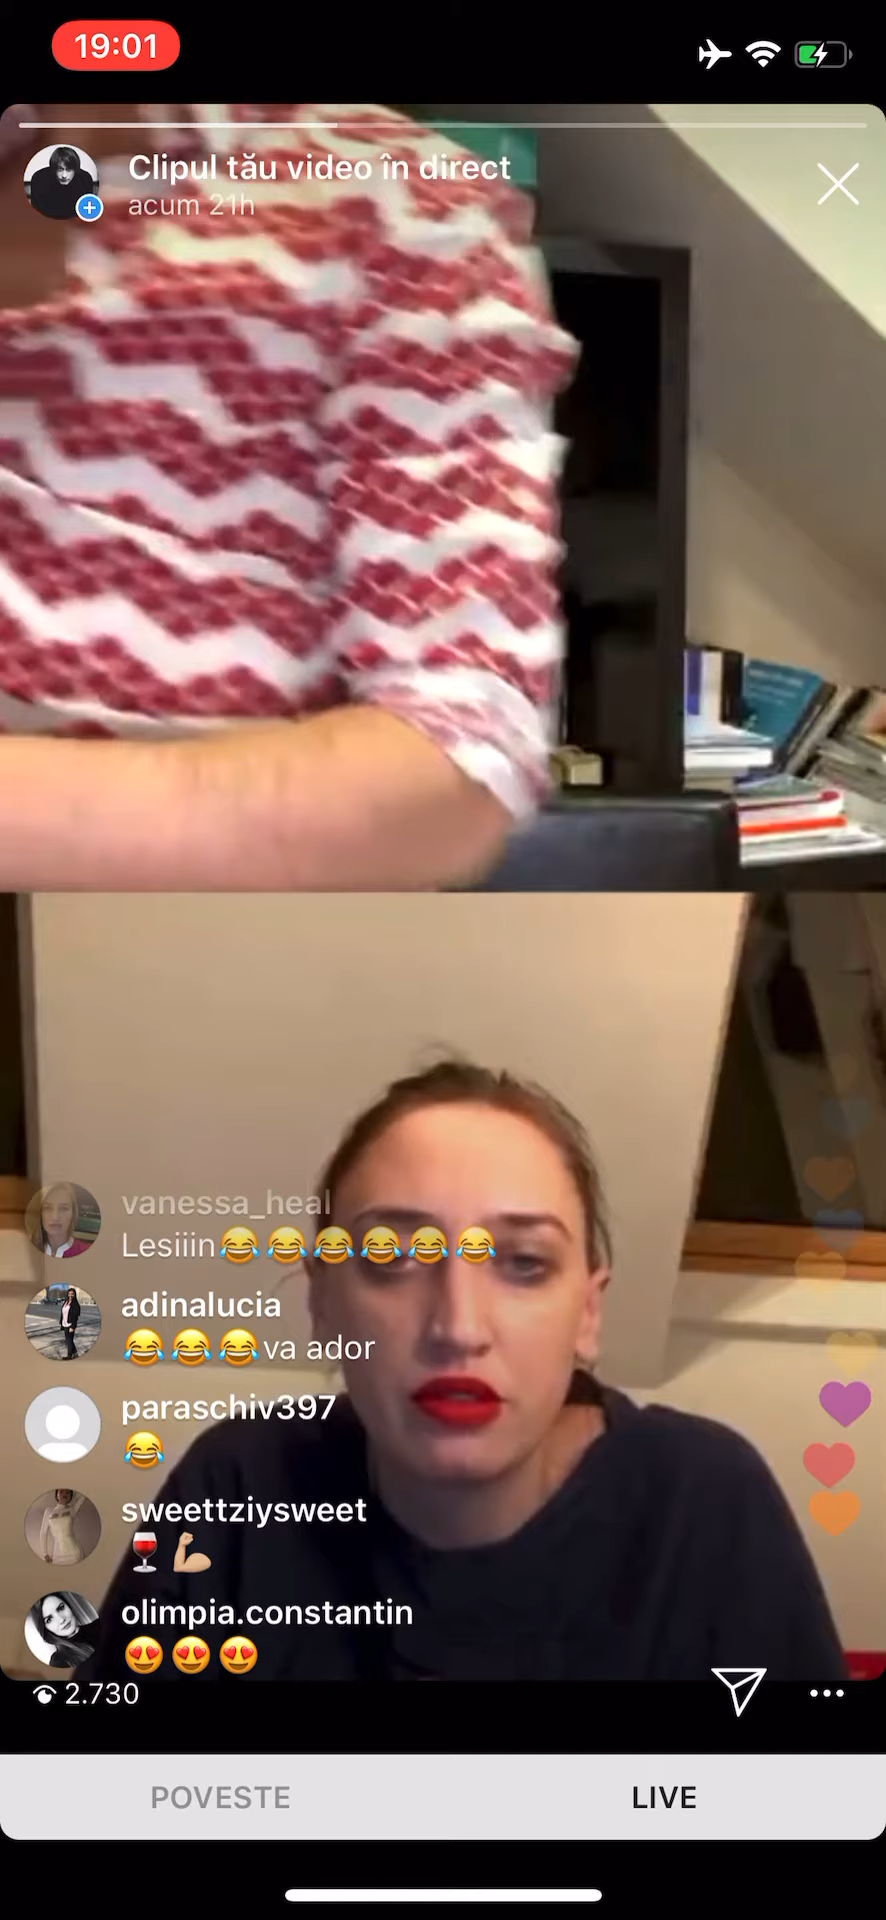 19:01
Clipul tău video în direct
acum 21h
vanessa_heal
Lesiiin😂😂😂😂😂😂
adinalucia
😂😂😂va ador
paraschiv397
😂
sweettziysweet
🍷💪🏼
olimpia.constantin
😍😍😍
2.730
POVESTE
LIVE